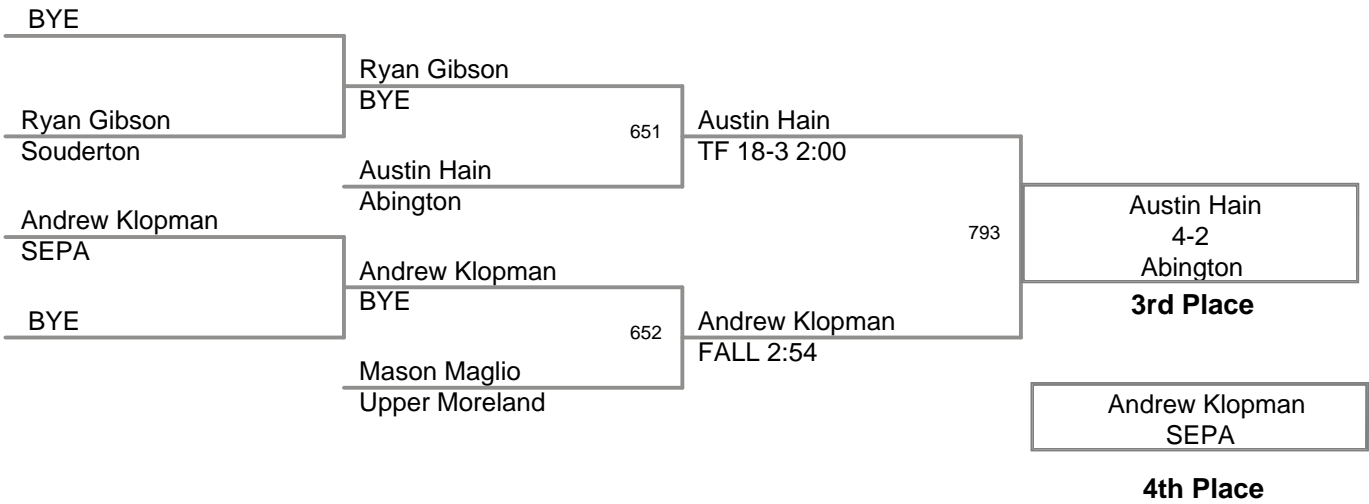 BYE
Ryan Gibson
Souderton
Andrew Klopman
SEPA
BYE
Ryan Gibson
BYE
651
Austin Hain
Abington
Andrew Klopman
BYE
652
Mason Maglio
Upper Moreland
Austin Hain
TF 18-3 2:00
793
Andrew Klopman
FALL 2:54
Austin Hain
4-2
Abington
3rd Place
Andrew Klopman
SEPA
4th Place